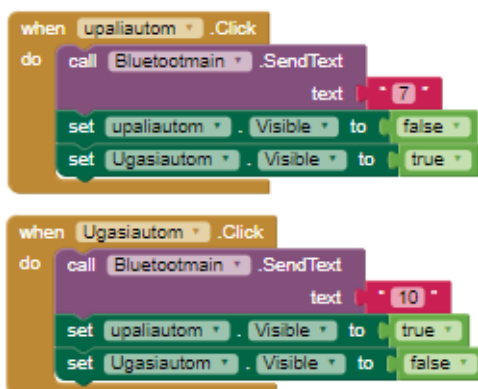 when upaliautom .Click
do call Bluetootmain .SendText
text " 7 "
set upaliautom . Visible to false
set Ugasiautom . Visible to true
when Ugasiautom .Click
do call Bluetootmain .SendText
text " 10 "
set upaliautom . Visible to true
set Ugasiautom . Visible to false